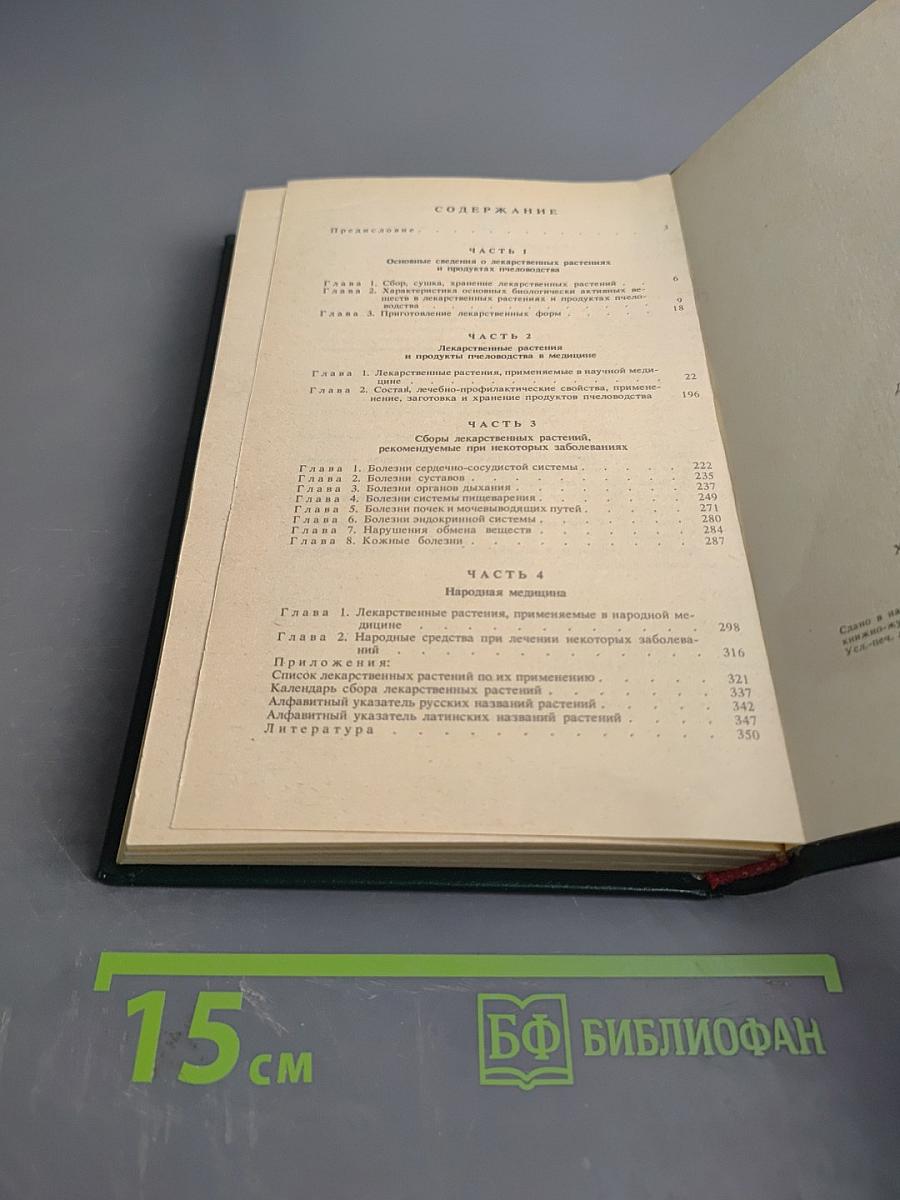 СОДЕРЖАНИЕ
Предисловие . . . . . . . . . . . . 3
ЧАСТЬ 1
Основные сведения о лекарственных растениях
и продуктах пчеловодства
Глава 1. Сбор, сушка, хранение лекарственных растений . 6
Глава 2. Характеристика основных биологически активных ве-
ществ в лекарственных растениях и продуктах пчело-
водства . . . . . . . . . . . 9
Глава 3. Приготовление лекарственных форм . . . . . 18
ЧАСТЬ 2
Лекарственные растения
и продукты пчеловодства в медицине
Глава 1. Лекарственные растения, применяемые в научной меди-
цине . . . . . . . . . . . . 22
Глава 2. Состав, лечебно-профилактические свойства, примене-
нение, заготовка и хранение продуктов пчеловодства 196
ЧАСТЬ 3
Сборы лекарственных растений,
рекомендуемые при некоторых заболеваниях
Глава 1. Болезни сердечно-сосудистой системы . . . . . 222
Глава 2. Болезни суставов . . . . . . . . . . 235
Глава 3. Болезни органов дыхания . . . . . . . . 237
Глава 4. Болезни системы пищеварения . . . . . . . 249
Глава 5. Болезни почек и мочевыводящих путей . . . . . 271
Глава 6. Болезни эндокринной системы . . . . . . . 280
Глава 7. Нарушения обмена веществ . . . . . . . 284
Глава 8. Кожные болезни . . . . . . . . . . 287
ЧАСТЬ 4
Народная медицина
Глава 1. Лекарственные растения, применяемые в народной ме-
дицине . . . . . . . . . . . . 298
Глава 2. Народные средства при лечении некоторых заболева-
ний . . . . . . . . . . . . . 316
Приложения:
Список лекарственных растений по их применению . . . . . 321
Календарь сбора лекарственных растений . . . . . . . 337
Алфавитный указатель русских названий растений . . . . . 342
Алфавитный указатель латинских названий растений . . . . 347
Литература . . . . . . . . . . . . . 350
Сдано в на
книжно-жу
Усл.-печ.
15 см
БФ БИБЛИОФАН